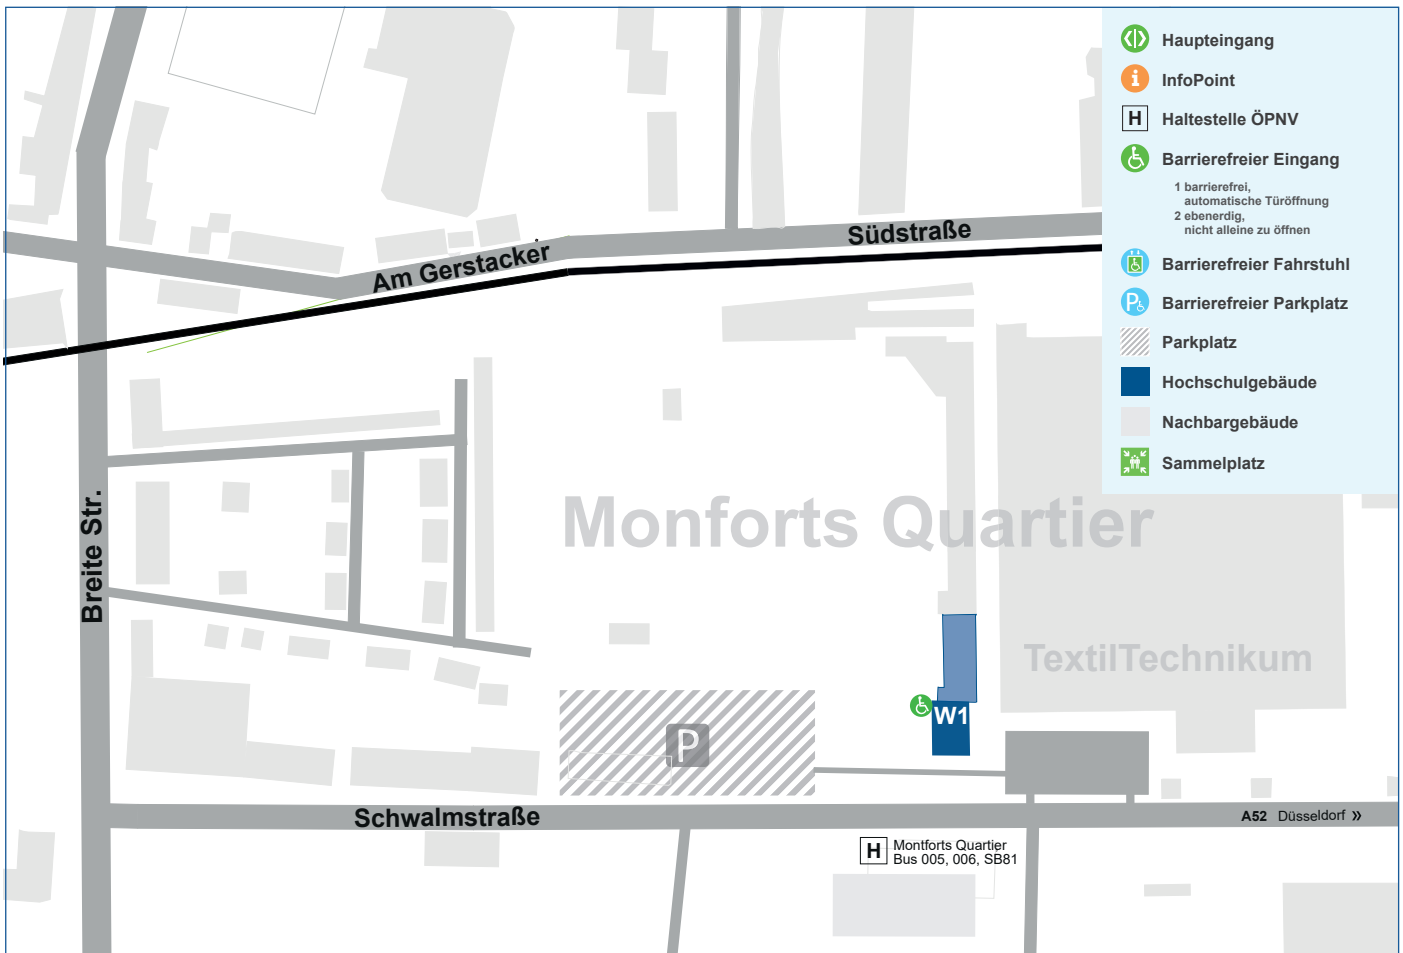 Haupteingang
i InfoPoint
H Haltestelle ÖPNV
Barrierefreier Eingang
1 barrierefrei,
automatische Türöffnung
2 ebenerdig,
nicht alleine zu öffnen
Barrierefreier Fahrstuhl
P Barrierefreier Parkplatz
Parkplatz
Hochschulgebäude
Nachbargebäude
Sammelplatz
Südstraße
Am Gerstacker
Breite Str.
Monforts Quartier
TextilTechnikum
W1
P
Schwalmstraße
A52 Düsseldorf »
H Montforts Quartier
Bus 005, 006, SB81